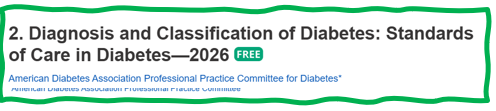 2. Diagnosis and Classification of Diabetes: Standards
of Care in Diabetes—2026 FREE
American Diabetes Association Professional Practice Committee for Diabetes*
American Diabetes Association Professional Practice Committee